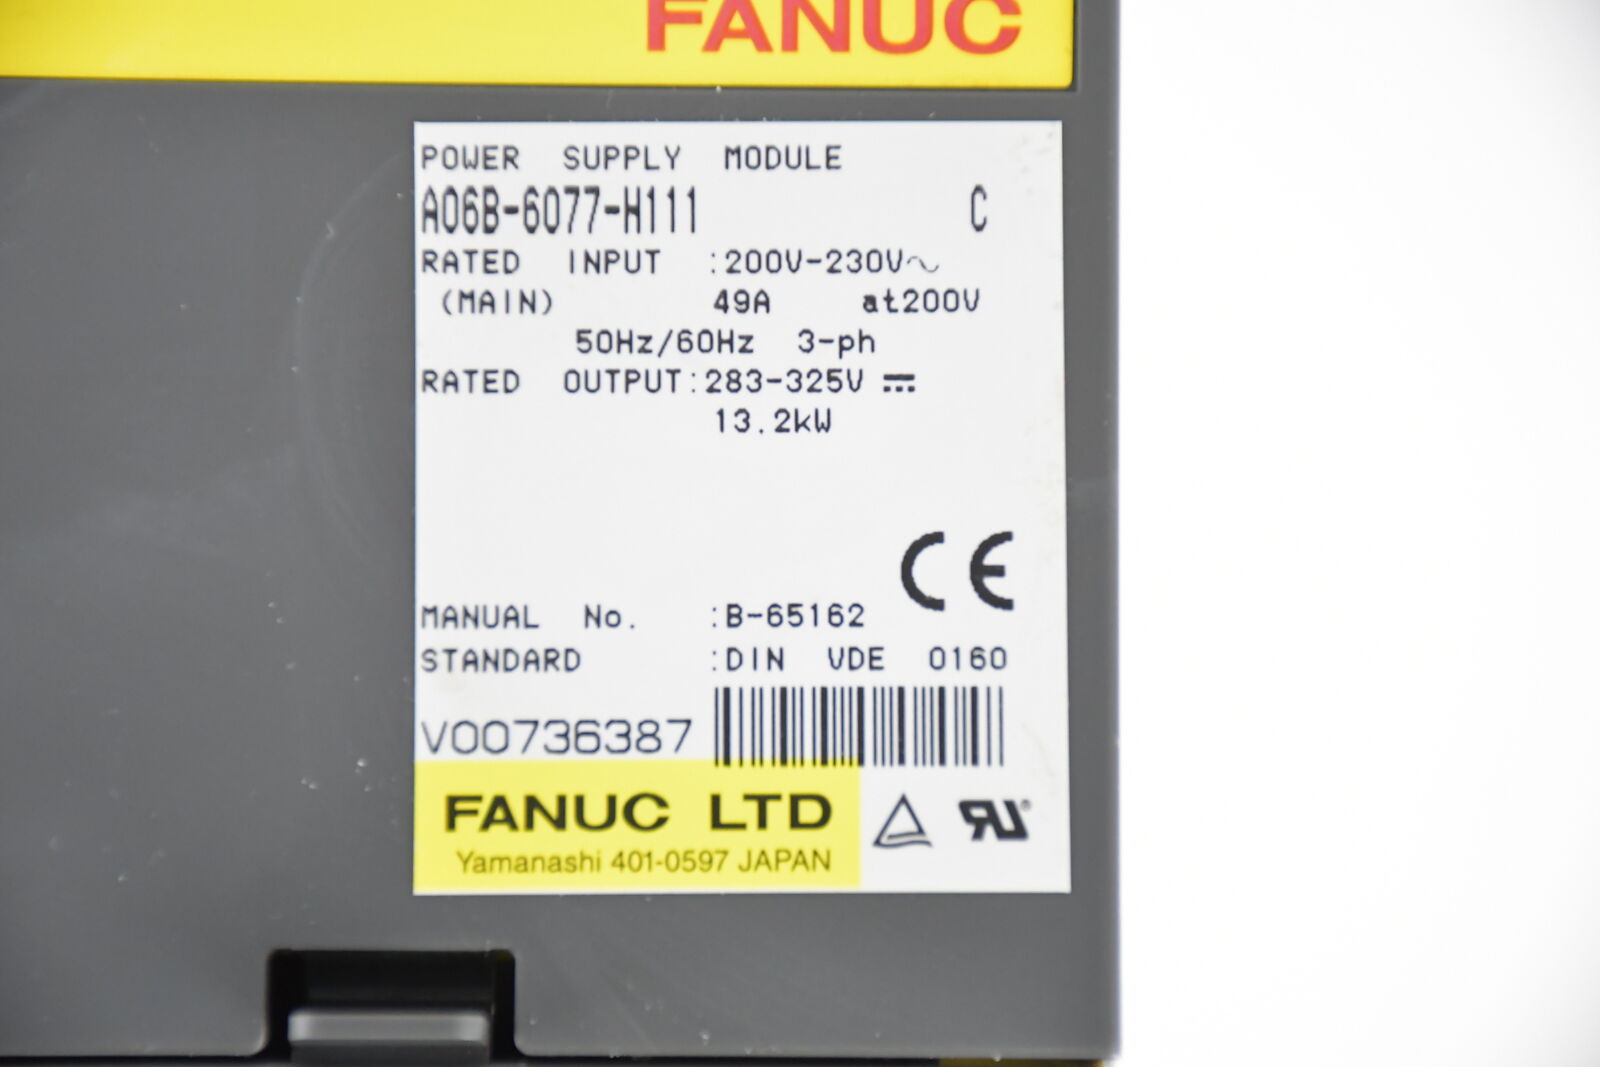 FANUC
POWER SUPPLY MODULE
A06B-6077-H111 C
RATED INPUT :200V-230V~
(MAIN) 49A at200V
50Hz/60Hz 3-ph
RATED OUTPUT:283-325V ⎓
13.2kW
CE
MANUAL No. :B-65162
STANDARD :DIN VDE 0160
V00736387
FANUC LTD
Yamanashi 401-0597 JAPAN